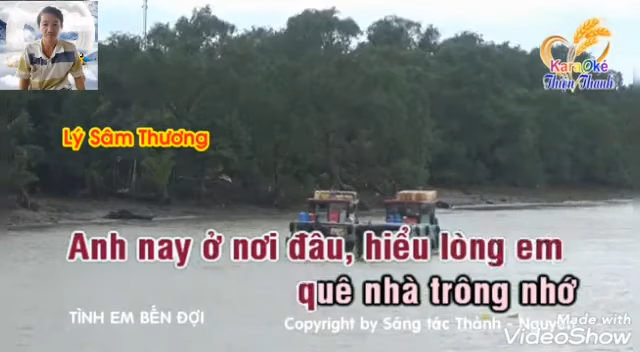 KaraOké
Thiện Thanh
Lý Sâm Thương
Anh nay ở nơi đâu, hiểu lòng em
quê nhà trông nhớ
TÌNH EM BẾN ĐỢI
Copyright by Sáng tác Thành - Nguyễn
Made with
VideoShow